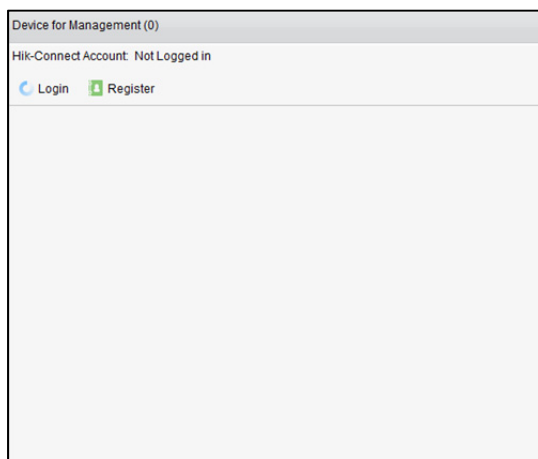 Device for Management (0)
Hik-Connect Account: Not Logged in
Login Register